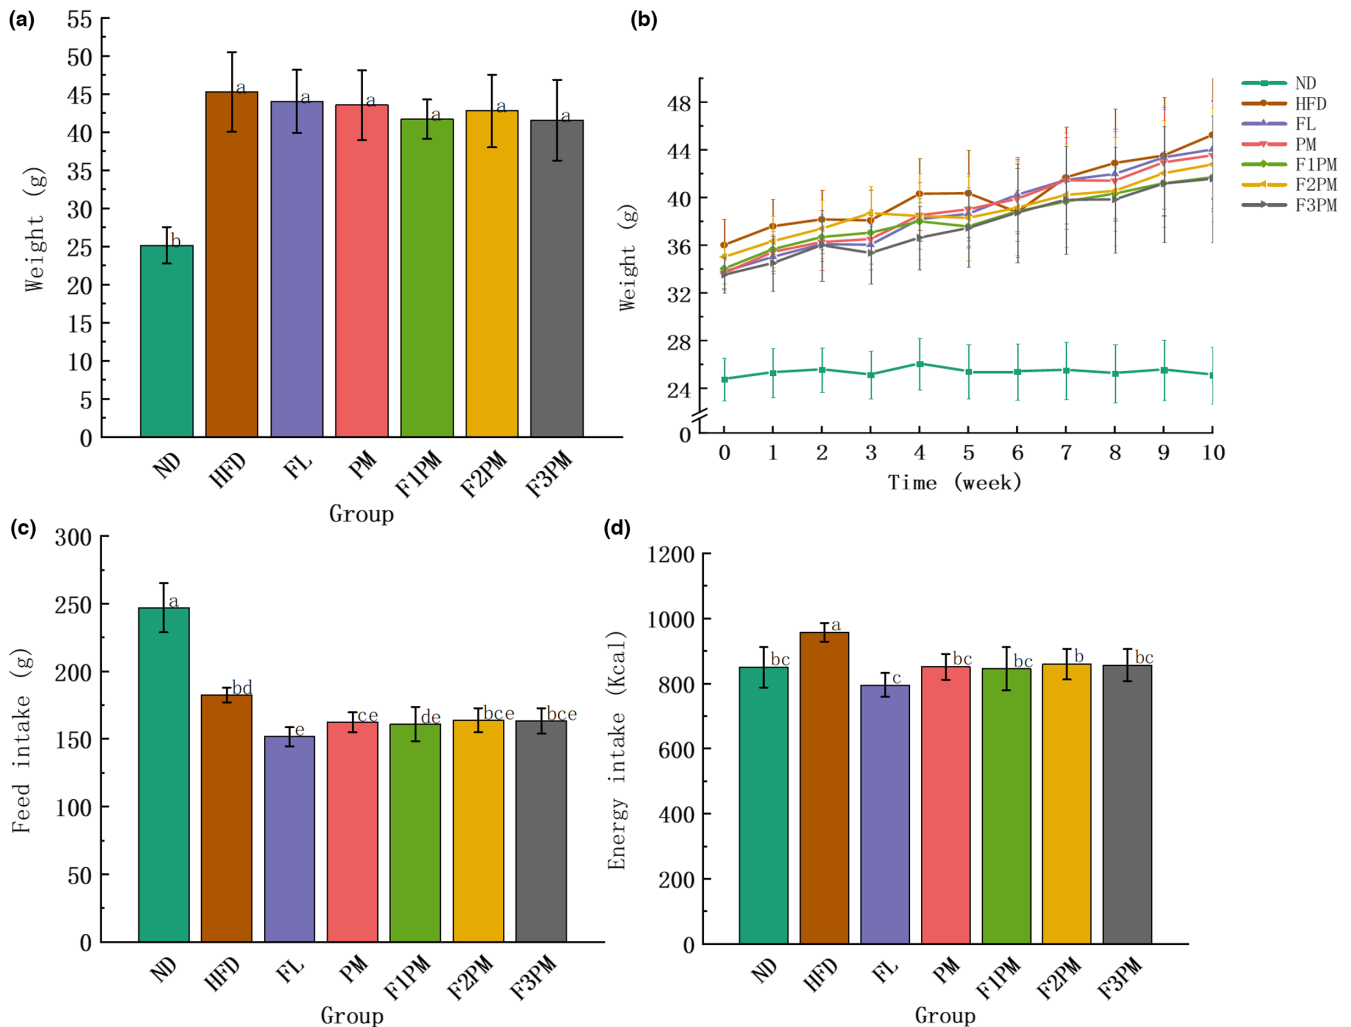 (a)
55
50
45
40
35
30
25
20
15
10
5
0
Weight (g)
b
a
a
a
a
a
a
ND
HFD
FL
PM
F1PM
F2PM
F3PM
Group
(b)
48
44
40
36
32
28
24
0
Weight (g)
0 1 2 3 4 5 6 7 8 9 10
Time (week)
ND
HFD
FL
PM
F1PM
F2PM
F3PM
(c)
300
250
200
150
100
50
0
Feed intake (g)
a
bd
e
ce
de
bce
bce
ND
HFD
FL
PM
F1PM
F2PM
F3PM
Group
(d)
1200
1000
800
600
400
200
0
Energy intake (Kcal)
bc
a
c
bc
bc
b
bc
ND
HFD
FL
PM
F1PM
F2PM
F3PM
Group